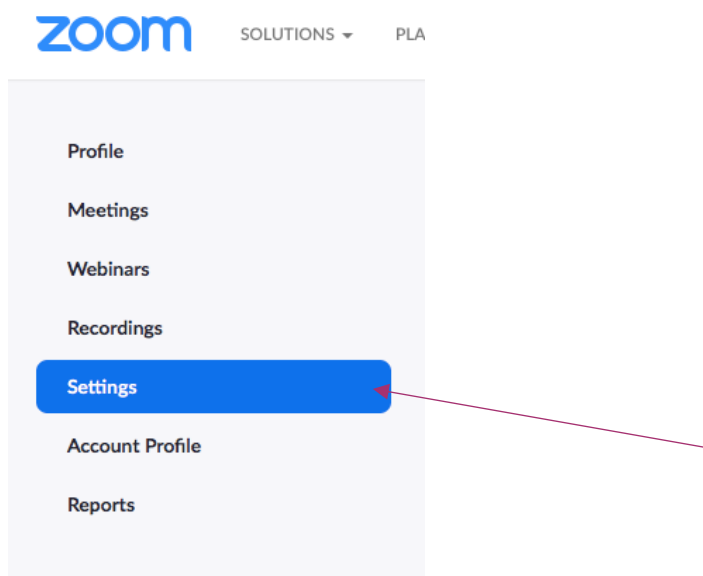 zoom SOLUTIONS PLA
Profile
Meetings
Webinars
Recordings
Settings
Account Profile
Reports